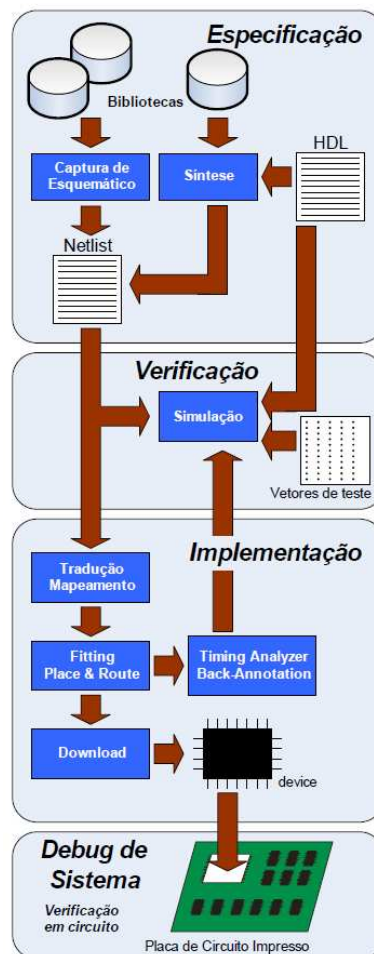 Especificação
Bibliotecas
HDL
Captura de
Esquemático
Síntese
Netlist
Verificação
Simulação
Vetores de teste
Implementação
Tradução
Mapeamento
Fitting
Place & Route
Timing Analyzer
Back-Annotation
Download
device
Debug de
Sistema
Verificação
em circuito
Placa de Circuito Impresso